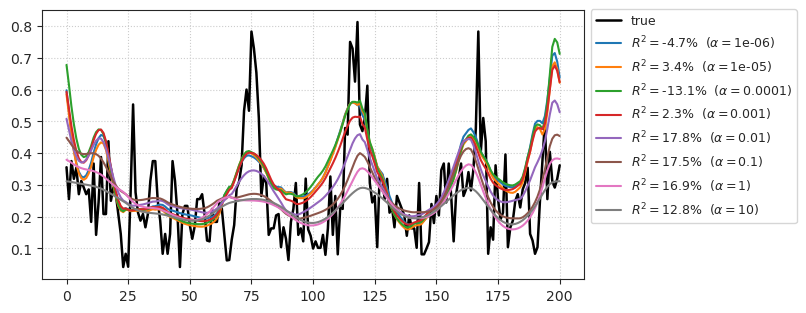 0.8
0.7
0.6
0.5
0.4
0.3
0.2
0.1
0 25 50 75 100 125 150 175 200
true
R² = -4.7% (α = 1e-06)
R² = 3.4% (α = 1e-05)
R² = -13.1% (α = 0.0001)
R² = 2.3% (α = 0.001)
R² = 17.8% (α = 0.01)
R² = 17.5% (α = 0.1)
R² = 16.9% (α = 1)
R² = 12.8% (α = 10)